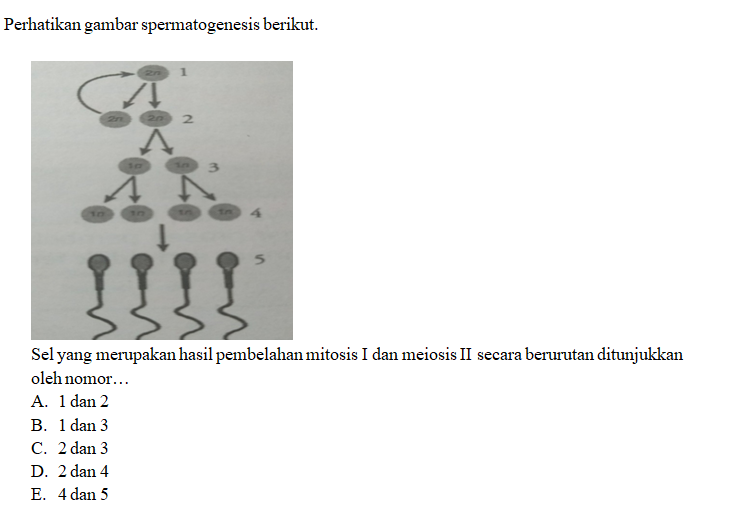 Perhatikan gambar spermatogenesis berikut.
2n 1
2n 2n 2
1n 1n 3
1n 1n 1n 1n 4
5
Sel yang merupakan hasil pembelahan mitosis I dan meiosis II secara berurutan ditunjukkan
oleh nomor…
A. 1 dan 2
B. 1 dan 3
C. 2 dan 3
D. 2 dan 4
E. 4 dan 5